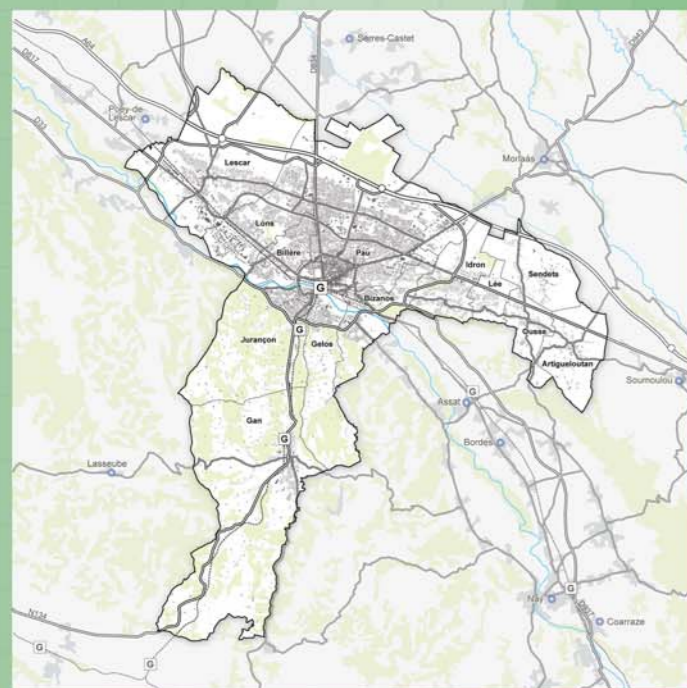 Serres-Castet
D834
D943
A64
D817
Poey-de-
Lescar
D33
Morlaàs
Lescar
Lons
Billère
Pau
Idron
Lée
Sendets
G
Bizanos
G
Jurançon
Gelos
Ousse
Artigueloutan
Soumoulou
G
Assat
Gan
G
Bordes
Lasseube
G
Nay
D937
Coarraze
N134
G
G